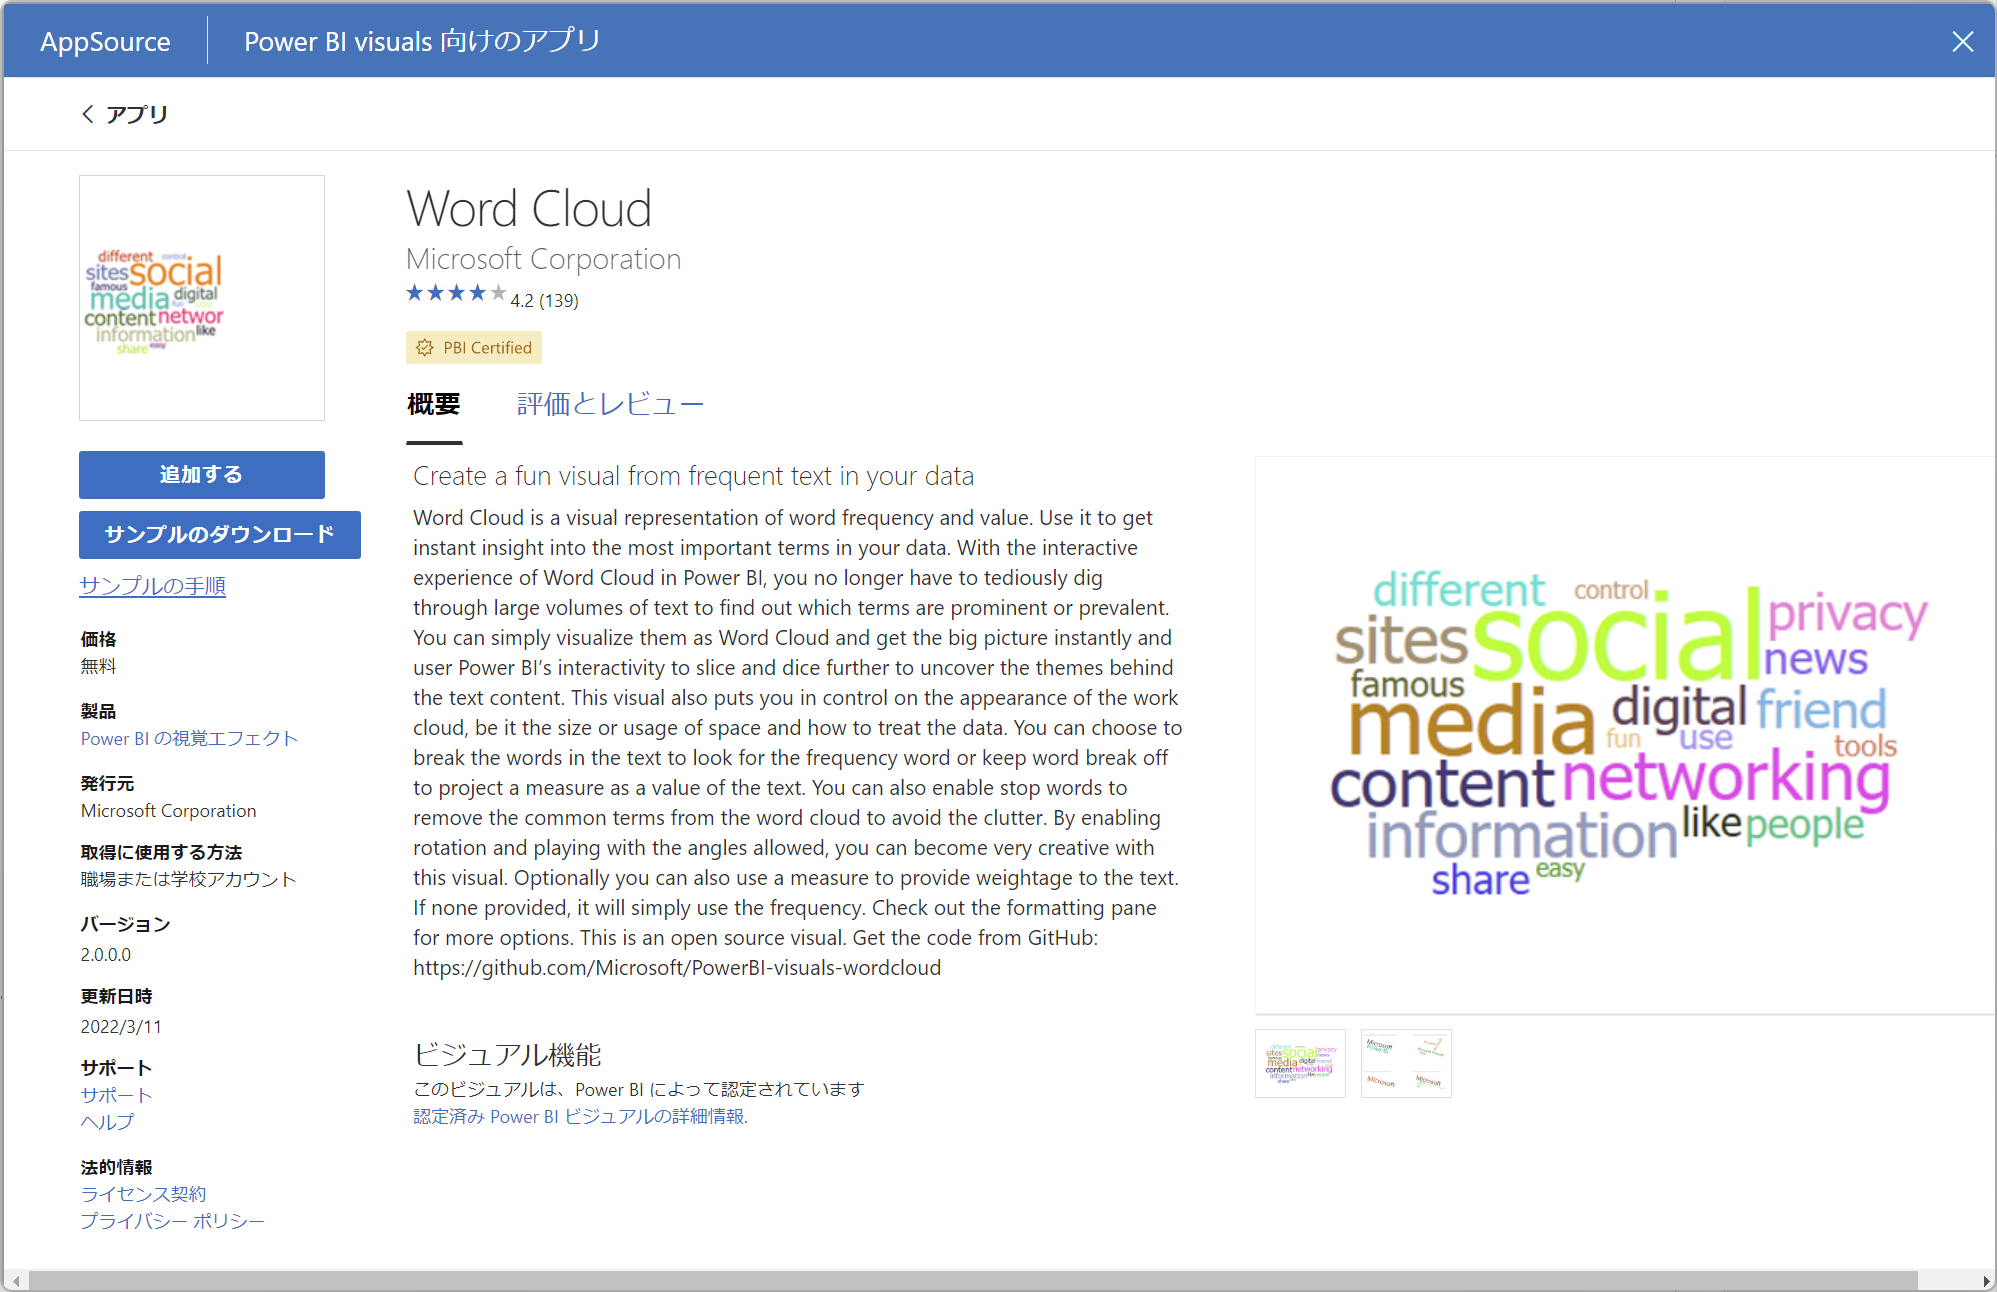 AppSource
Power BI visuals 向けのアプリ
アプリ
different control
sites social
famous
media digital
fun use
content networ
information like
share easy
追加する
サンプルのダウンロード
サンプルの手順
価格
無料
製品
Power BI の視覚エフェクト
発行元
Microsoft Corporation
取得に使用する方法
職場または学校アカウント
バージョン
2.0.0.0
更新日時
2022/3/11
サポート
サポート
ヘルプ
法的情報
ライセンス契約
プライバシー ポリシー
Word Cloud
Microsoft Corporation
4.2 (139)
PBI Certified
概要
評価とレビュー
Create a fun visual from frequent text in your data
Word Cloud is a visual representation of word frequency and value. Use it to get
instant insight into the most important terms in your data. With the interactive
experience of Word Cloud in Power BI, you no longer have to tediously dig
through large volumes of text to find out which terms are prominent or prevalent.
You can simply visualize them as Word Cloud and get the big picture instantly and
user Power BI’s interactivity to slice and dice further to uncover the themes behind
the text content. This visual also puts you in control on the appearance of the work
cloud, be it the size or usage of space and how to treat the data. You can choose to
break the words in the text to look for the frequency word or keep word break off
to project a measure as a value of the text. You can also enable stop words to
remove the common terms from the word cloud to avoid the clutter. By enabling
rotation and playing with the angles allowed, you can become very creative with
this visual. Optionally you can also use a measure to provide weightage to the text.
If none provided, it will simply use the frequency. Check out the formatting pane
for more options. This is an open source visual. Get the code from GitHub:
https://github.com/Microsoft/PowerBI-visuals-wordcloud
ビジュアル機能
このビジュアルは、Power BI によって認定されています
認定済み Power BI ビジュアルの詳細情報.
different control
sites social privacy
news
famous
media digital friend
fun use tools
content networking
information like people
share easy
different
sites social privacy
news
famous
media digital friend
content networking
information like people
share
Microsoft
Power BI
Microsoft
Microsoft